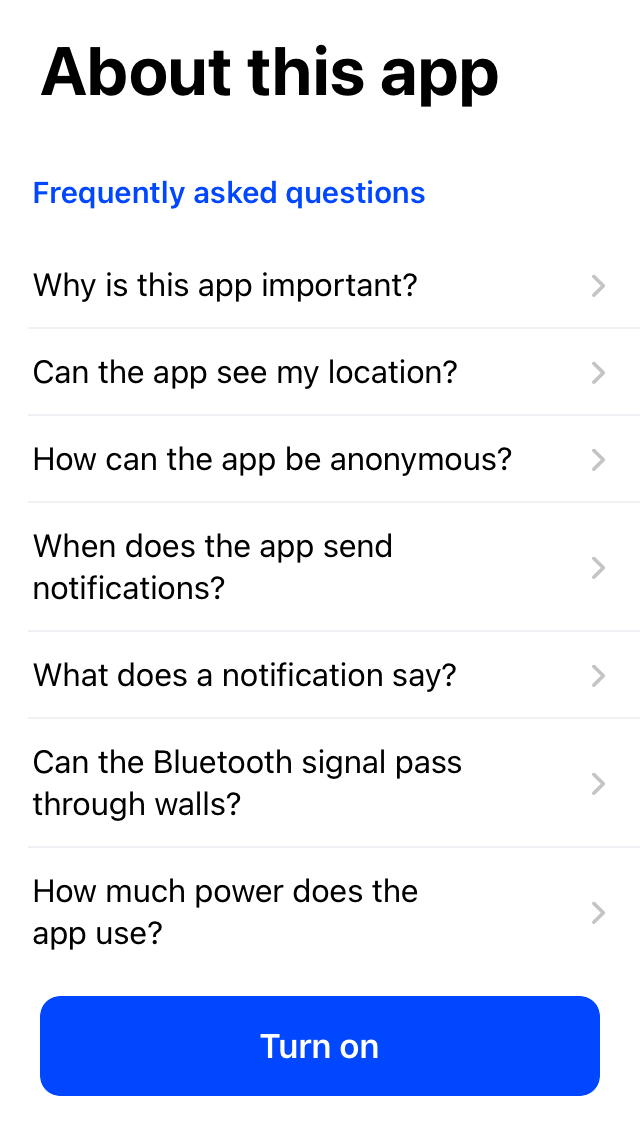 About this app
Frequently asked questions
Why is this app important?
Can the app see my location?
How can the app be anonymous?
When does the app send
notifications?
What does a notification say?
Can the Bluetooth signal pass
through walls?
How much power does the
app use?
Turn on